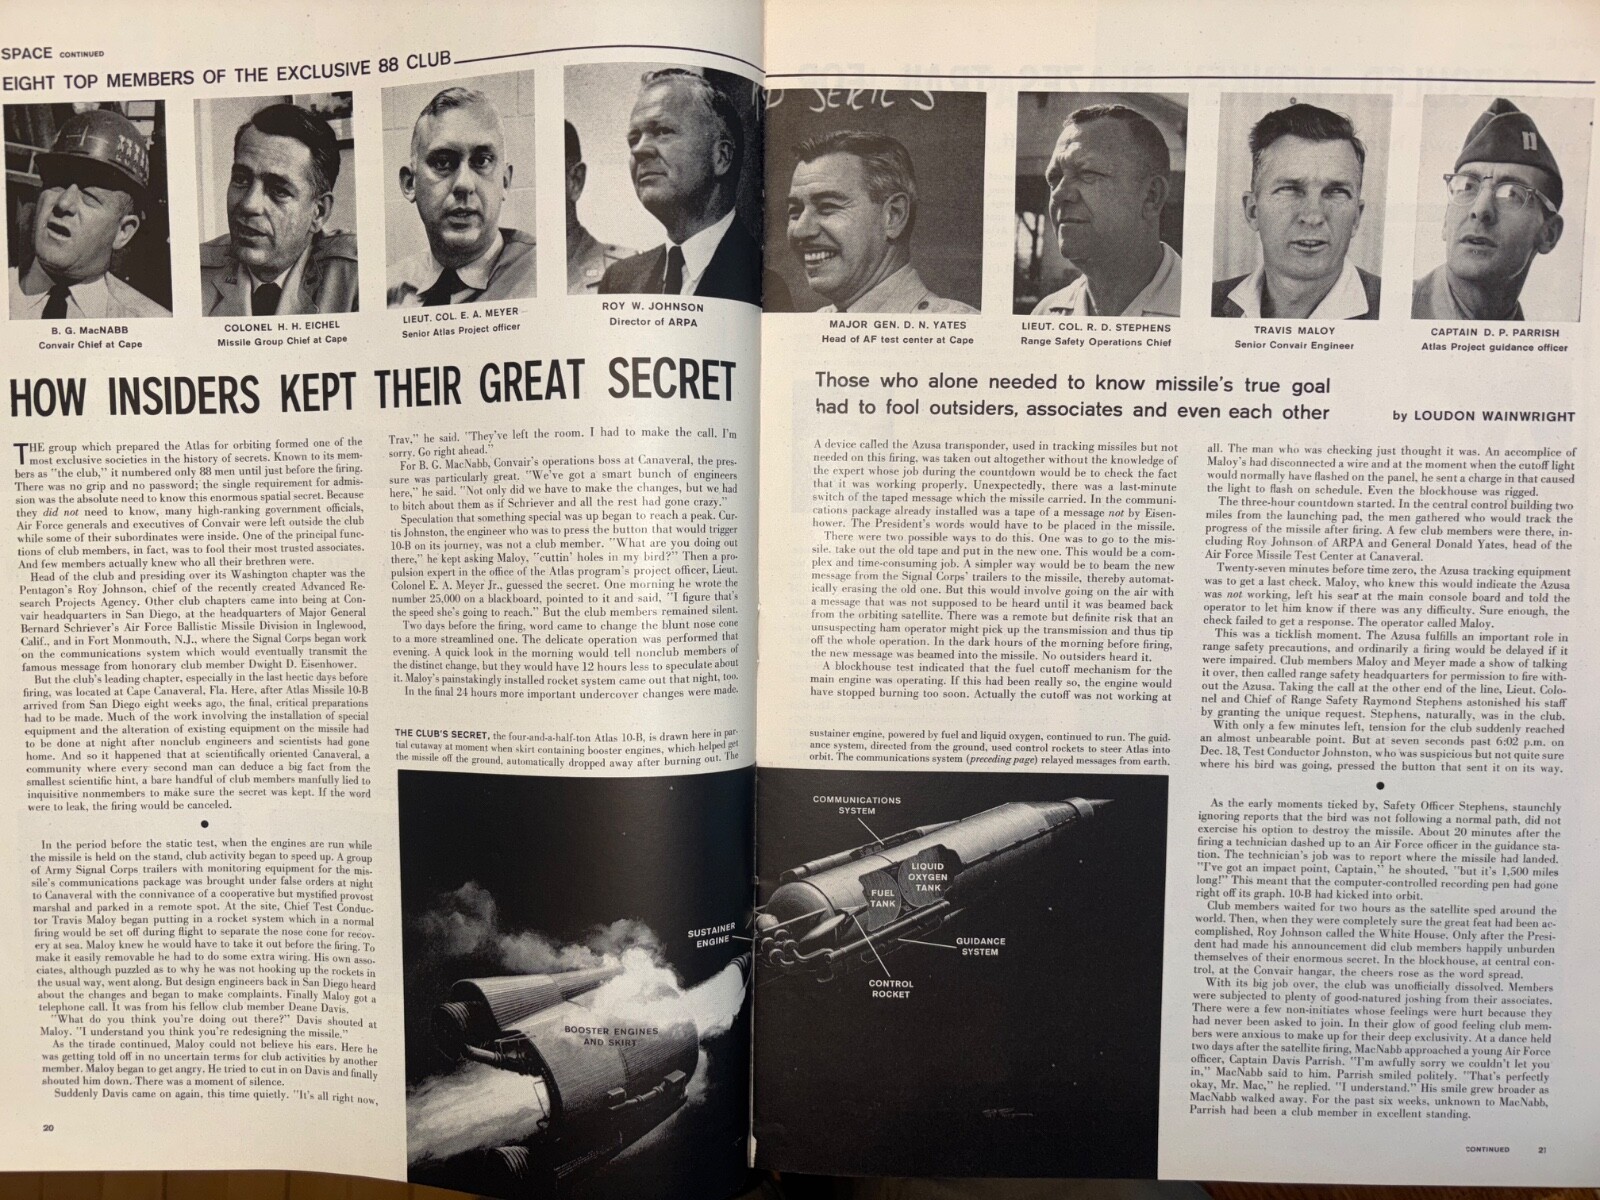 SPACE CONTINUED
EIGHT TOP MEMBERS OF THE EXCLUSIVE 88 CLUB
B. G. MacNABB
Convair Chief at Cape
COLONEL H. H. EICHEL
Missile Group Chief at Cape
LIEUT. COL. E. A. MEYER
Senior Atlas Project officer
ROY W. JOHNSON
Director of ARPA
HOW INSIDERS KEPT THEIR GREAT SECRET
THE group which prepared the Atlas for orbiting formed one of the
most exclusive societies in the history of secrets. Known to its mem-
bers as "the club," it numbered only 88 men until just before the firing.
There was no grip and no password; the single requirement for admis-
sion was the absolute need to know this enormous spatial secret. Because
they did not need to know, many high-ranking government officials,
Air Force generals and executives of Convair were left outside the club
while some of their subordinates were inside. One of the principal func-
tions of club members, in fact, was to fool their most trusted associates.
And few members actually knew who all their brethren were.
Head of the club and presiding over its Washington chapter was the
Pentagon's Roy Johnson, chief of the recently created Advanced Re-
search Projects Agency. Other club chapters came into being at Con-
vair headquarters in San Diego, at the headquarters of Major General
Bernard Schriever's Air Force Ballistic Missile Division in Inglewood,
Calif., and in Fort Monmouth, N.J., where the Signal Corps began work
on the communications system which would eventually transmit the
famous message from honorary club member Dwight D. Eisenhower.
But the club's leading chapter, especially in the last hectic days before
firing, was located at Cape Canaveral, Fla. Here, after Atlas Missile 10-B
arrived from San Diego eight weeks ago, the final, critical preparations
had to be made. Much of the work involving the installation of special
equipment and the alteration of existing equipment on the missile had
to be done at night after nonclub engineers and scientists had gone
home. And so it happened that at scientifically oriented Canaveral, a
community where every second man can deduce a big fact from the
smallest scientific hint, a bare handful of club members manfully lied to
inquisitive nonmembers to make sure the secret was kept. If the word
were to leak, the firing would be canceled.
●
In the period before the static test, when the engines are run while
the missile is held on the stand, club activity began to speed up. A group
of Army Signal Corps trailers with monitoring equipment for the mis-
sile's communications package was brought under false orders at night
to Canaveral with the connivance of a cooperative but mystified provost
marshal and parked in a remote spot. At the site, Chief Test Conduc-
tor Travis Maloy began putting in a rocket system which in a normal
firing would be set off during flight to separate the nose cone for recov-
ery at sea. Maloy knew he would have to take it out before the firing. To
make it easily removable he had to do some extra wiring. His own asso-
ciates, although puzzled as to why he was not hooking up the rockets in
the usual way, went along. But design engineers back in San Diego heard
about the changes and began to make complaints. Finally Maloy got a
telephone call. It was from his fellow club member Deane Davis.
"What do you think you're doing out there?" Davis shouted at
Maloy. "I understand you think you're redesigning the missile."
As the tirade continued, Maloy could not believe his ears. Here he
was getting told off in no uncertain terms for club activities by another
member. Maloy began to get angry. He tried to cut in on Davis and finally
shouted him down. There was a moment of silence.
Suddenly Davis came on again, this time quietly. "It's all right now,
20
Trav," he said. "They've left the room. I had to make the call. I'm
sorry. Go right ahead."
For B. G. MacNabb, Convair's operations boss at Canaveral, the pres-
sure was particularly great. "We've got a smart bunch of engineers
here," he said. "Not only did we have to make the changes, but we had
to bitch about them as if Schriever and all the rest had gone crazy."
Speculation that something special was up began to reach a peak. Cur-
tis Johnston, the engineer who was to press the button that would trigger
10-B on its journey, was not a club member. "What are you doing out
there," he kept asking Maloy, "cuttin' holes in my bird?" Then a pro-
pulsion expert in the office of the Atlas program's project officer, Lieut.
Colonel E. A. Meyer Jr., guessed the secret. One morning he wrote the
number 25,000 on a blackboard, pointed to it and said, "I figure that's
the speed she's going to reach." But the club members remained silent.
Two days before the firing, word came to change the blunt nose cone
to a more streamlined one. The delicate operation was performed that
evening. A quick look in the morning would tell nonclub members of
the distinct change, but they would have 12 hours less to speculate about
it. Maloy's painstakingly installed rocket system came out that night, too.
In the final 24 hours more important undercover changes were made.
THE CLUB'S SECRET, the four-and-a-half-ton Atlas 10-B, is drawn here in par-
tial cutaway at moment when skirt containing booster engines, which helped get
the missile off the ground, automatically dropped away after burning out. The
SUSTAINER
ENGINE
BOOSTER ENGINES
AND SKIRT
D SERIES
MAJOR GEN. D. N. YATES
Head of AF test center at Cape
LIEUT. COL. R. D. STEPHENS
Range Safety Operations Chief
TRAVIS MALOY
Senior Convair Engineer
CAPTAIN D. P. PARRISH
Atlas Project guidance officer
Those who alone needed to know missile's true goal
had to fool outsiders, associates and even each other
by LOUDON WAINWRIGHT
A device called the Azusa transponder, used in tracking missiles but not
needed on this firing, was taken out altogether without the knowledge of
the expert whose job during the countdown would be to check the fact
that it was working properly. Unexpectedly, there was a last-minute
switch of the taped message which the missile carried. In the communi-
cations package already installed was a tape of a message not by Eisen-
hower. The President's words would have to be placed in the missile.
There were two possible ways to do this. One was to go to the mis-
sile, take out the old tape and put in the new one. This would be a com-
plex and time-consuming job. A simpler way would be to beam the new
message from the Signal Corps' trailers to the missile, thereby automat-
ically erasing the old one. But this would involve going on the air with
a message that was not supposed to be heard until it was beamed back
from the orbiting satellite. There was a remote but definite risk that an
unsuspecting ham operator might pick up the transmission and thus tip
off the whole operation. In the dark hours of the morning before firing,
the new message was beamed into the missile. No outsiders heard it.
A blockhouse test indicated that the fuel cutoff mechanism for the
main engine was operating. If this had been really so, the engine would
have stopped burning too soon. Actually the cutoff was not working at
sustainer engine, powered by fuel and liquid oxygen, continued to run. The guid-
ance system, directed from the ground, used control rockets to steer Atlas into
orbit. The communications system (preceding page) relayed messages from earth.
COMMUNICATIONS
SYSTEM
LIQUID
OXYGEN
TANK
FUEL
TANK
GUIDANCE
SYSTEM
CONTROL
ROCKET
all. The man who was checking just thought it was. An accomplice of
Maloy's had disconnected a wire and at the moment when the cutoff light
would normally have flashed on the panel, he sent a charge in that caused
the light to flash on schedule. Even the blockhouse was rigged.
The three-hour countdown started. In the central control building two
miles from the launching pad, the men gathered who would track the
progress of the missile after firing. A few club members were there, in-
cluding Roy Johnson of ARPA and General Donald Yates, head of the
Air Force Missile Test Center at Canaveral.
Twenty-seven minutes before time zero, the Azusa tracking equipment
was to get a last check. Maloy, who knew this would indicate the Azusa
was not working, left his seat at the main console board and told the
operator to let him know if there was any difficulty. Sure enough, the
check failed to get a response. The operator called Maloy.
This was a ticklish moment. The Azusa fulfills an important role in
range safety precautions, and ordinarily a firing would be delayed if it
were impaired. Club members Maloy and Meyer made a show of talking
it over, then called range safety headquarters for permission to fire with-
out the Azusa. Taking the call at the other end of the line, Lieut. Colo-
nel and Chief of Range Safety Raymond Stephens astonished his staff
by granting the unique request. Stephens, naturally, was in the club.
With only a few minutes left, tension for the club suddenly reached
an almost unbearable point. But at seven seconds past 6:02 p.m. on
Dec. 18, Test Conductor Johnston, who was suspicious but not quite sure
where his bird was going, pressed the button that sent it on its way.
●
As the early moments ticked by, Safety Officer Stephens, staunchly
ignoring reports that the bird was not following a normal path, did not
exercise his option to destroy the missile. About 20 minutes after the
firing a technician dashed up to an Air Force officer in the guidance sta-
tion. The technician's job was to report where the missile had landed.
"I've got an impact point, Captain," he shouted, "but it's 1,500 miles
long!" This meant that the computer-controlled recording pen had gone
right off its graph. 10-B had kicked into orbit.
Club members waited for two hours as the satellite sped around the
world. Then, when they were completely sure the great feat had been ac-
complished, Roy Johnson called the White House. Only after the Presi-
dent had made his announcement did club members happily unburden
themselves of their enormous secret. In the blockhouse, at central con-
trol, at the Convair hangar, the cheers rose as the word spread.
With its big job over, the club was unofficially dissolved. Members
were subjected to plenty of good-natured joshing from their associates.
There were a few non-initiates whose feelings were hurt because they
had never been asked to join. In their glow of good feeling club mem-
bers were anxious to make up for their deep exclusivity. At a dance held
two days after the satellite firing, MacNabb approached a young Air Force
officer, Captain Davis Parrish. "I'm awfully sorry we couldn't let you
in," MacNabb said to him. Parrish smiled politely. "That's perfectly
okay, Mr. Mac," he replied. "I understand." His smile grew broader as
MacNabb walked away. For the past six weeks, unknown to MacNabb,
Parrish had been a club member in excellent standing.
CONTINUED 21